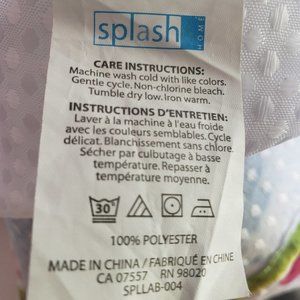 splash
HOME
CARE INSTRUCTIONS:
Machine wash cold with like colors.
Gentle cycle. Non-chlorine bleach.
Tumble dry low. Iron warm.
INSTRUCTIONS D'ENTRETIEN:
Laver à la machine à l'eau froide
avec les couleurs semblables. Cycle
délicat. Blanchissement sans chlore.
Sécher par culbutage à basse
température. Repasser à
température moyenne.
30°
100% POLYESTER
MADE IN CHINA / FABRIQUÉ EN CHINE
CA 07557 RN 98020
SPLLAB-004